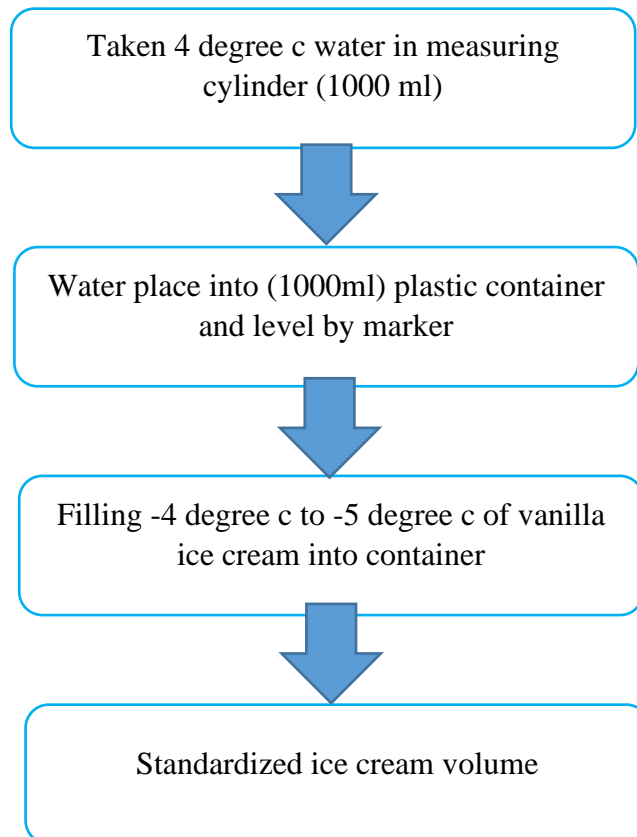 Taken 4 degree c water in measuring
cylinder (1000 ml)
Water place into (1000ml) plastic container
and level by marker
Filling -4 degree c to -5 degree c of vanilla
ice cream into container
Standardized ice cream volume